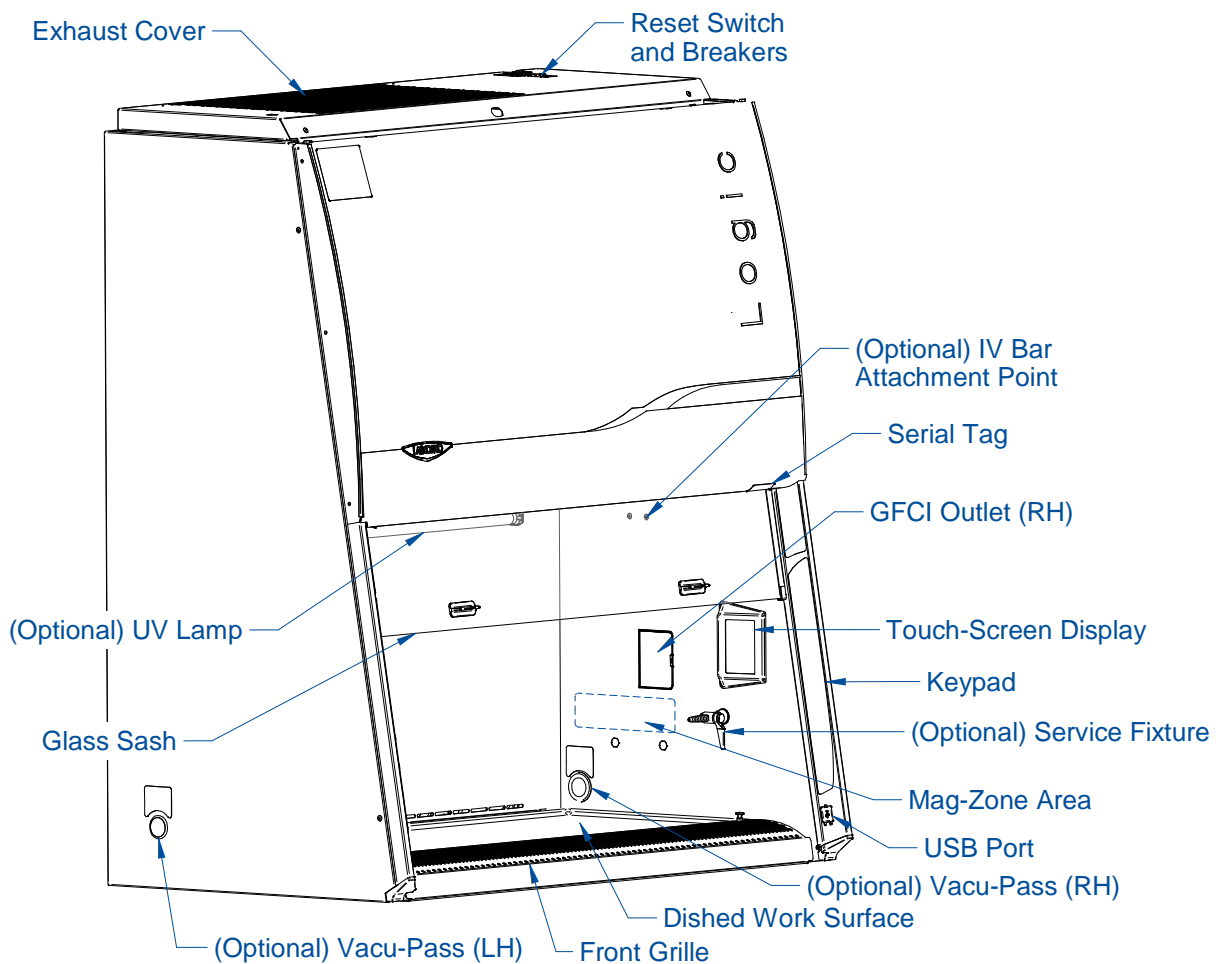 Exhaust Cover
Reset Switch
and Breakers
Logic
(Optional) IV Bar
Attachment Point
Serial Tag
GFCI Outlet (RH)
(Optional) UV Lamp
Touch-Screen Display
Keypad
Glass Sash
(Optional) Service Fixture
Mag-Zone Area
USB Port
(Optional) Vacu-Pass (RH)
Dished Work Surface
(Optional) Vacu-Pass (LH)
Front Grille